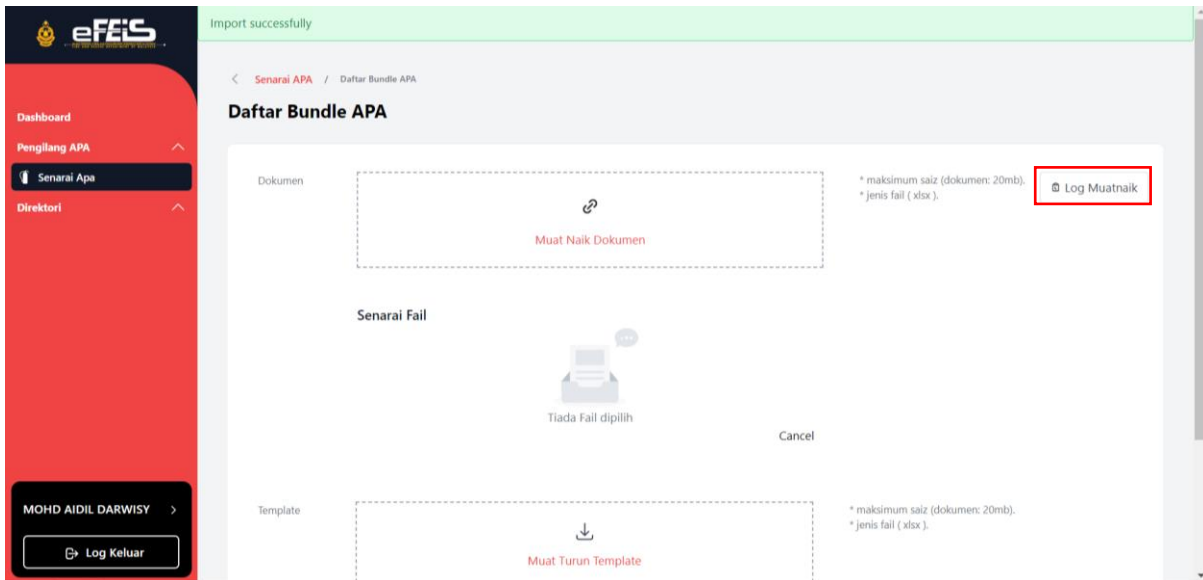 eFEiS
Import successfully
Senarai APA / Daftar Bundle APA
Daftar Bundle APA
Dashboard
Pengilang APA
Senarai Apa
Direktori
Dokumen
Muat Naik Dokumen
* maksimum saiz (dokumen: 20mb).
* jenis fail ( xlsx ).
Log Muatnaik
Senarai Fail
Tiada Fail dipilih
Cancel
Template
Muat Turun Template
* maksimum saiz (dokumen: 20mb).
* jenis fail ( xlsx ).
MOHD AIDIL DARWISY
Log Keluar